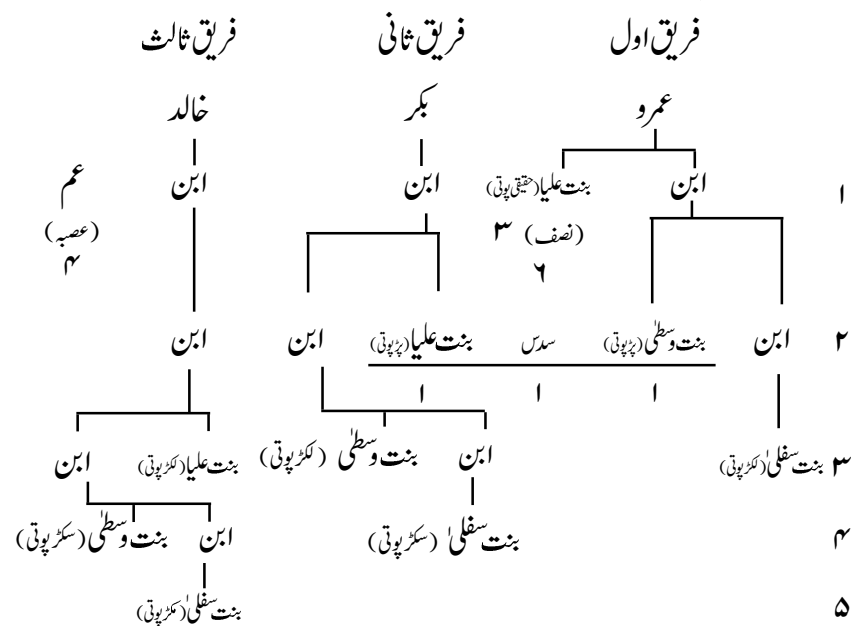 فریق اول فریق ثانی فریق ثالث
عمرو بکر خالد
۱ ابن بنت علیا (حقیقی پوتی) ابن ابن عم
(نصف) ۳ (عصبہ)
۶ ۴
۲ ابن بنت وسطٰی (پڑپوتی) سدس بنت علیا (پڑپوتی) ابن ابن
۱ ۱ ۱
۳ بنت سفلیٰ (لکڑپوتی) ابن بنت وسطٰی (لکڑپوتی) بنت علیا (لکڑپوتی) ابن
۴ بنت سفلیٰ (سکڑپوتی) ابن بنت وسطٰی (سکڑپوتی)
۵ بنت سفلیٰ (مکڑپوتی)